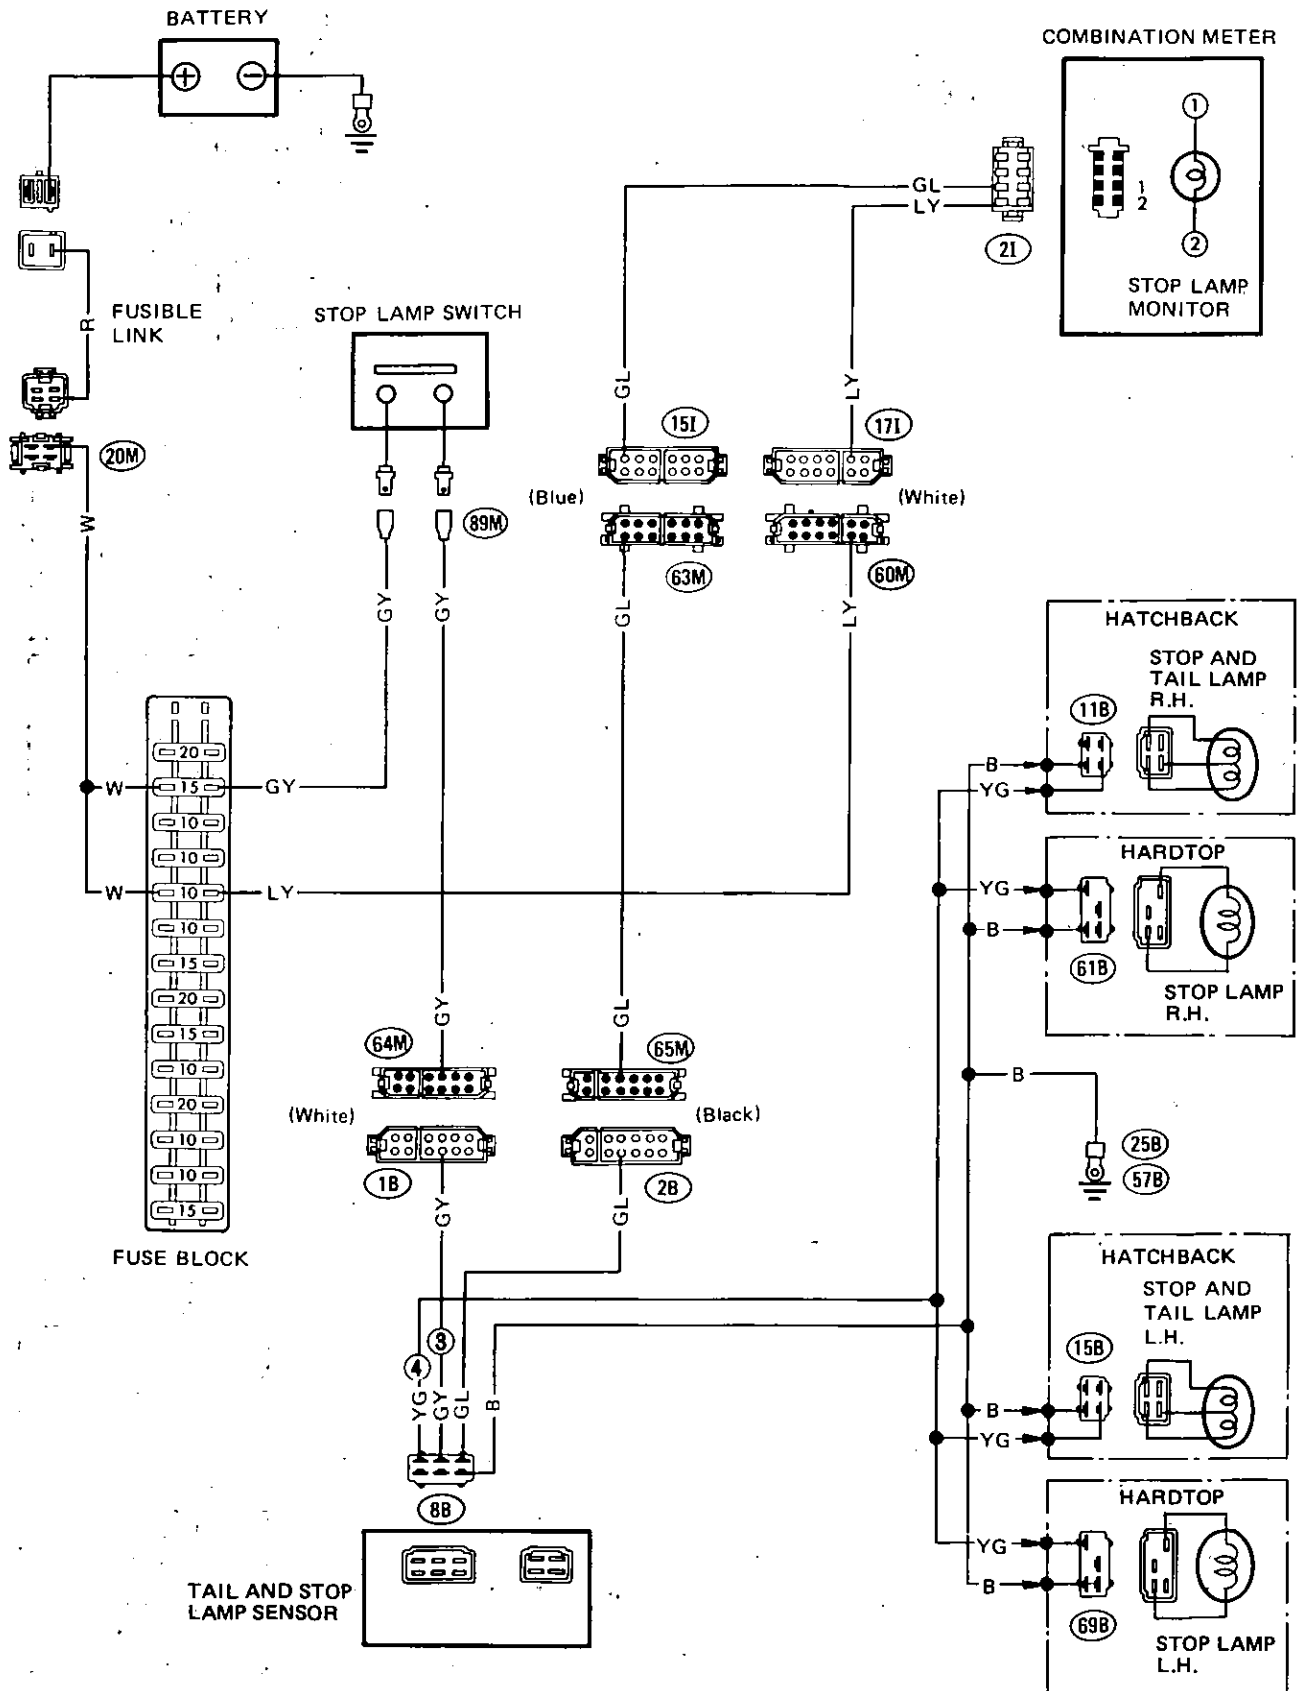 BATTERY
COMBINATION METER
1
GL
LY
1
2
2I
2
STOP LAMP
MONITOR
FUSIBLE
LINK
R
STOP LAMP SWITCH
GL
LY
15I
17I
20M
(Blue)
(White)
89M
W
63M
60M
GY
GY
GL
LY
HATCHBACK
STOP AND
TAIL LAMP
R.H.
11B
20
B
W
15
GY
YG
10
10
HARDTOP
W
10
LY
YG
10
B
15
61B
STOP LAMP
R.H.
20
GY
GL
15
64M
65M
10
B
20
(White)
(Black)
10
25B
10
1B
2B
57B
15
GY
GL
FUSE BLOCK
HATCHBACK
STOP AND
TAIL LAMP
L.H.
3
15B
4
YG
GY
GL
B
B
YG
8B
HARDTOP
YG
B
TAIL AND STOP
LAMP SENSOR
69B
STOP LAMP
L.H.